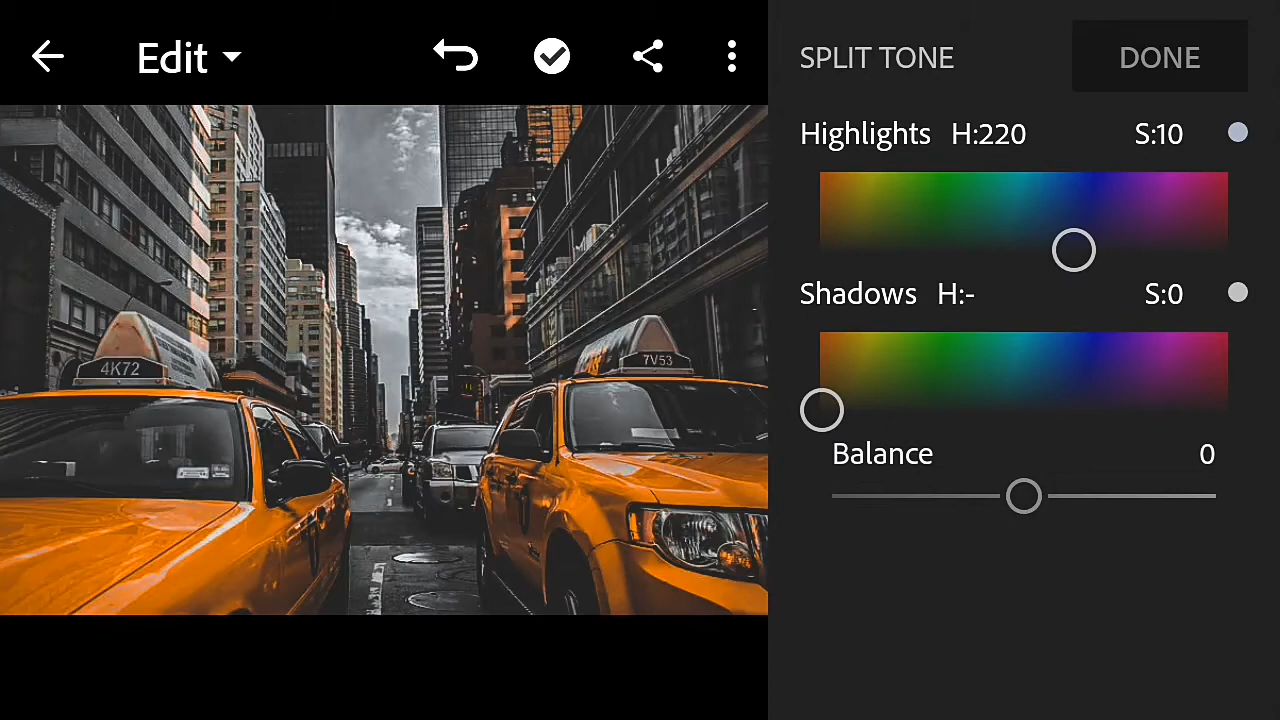 Edit
SPLIT TONE
DONE
Highlights H:220 S:10
Shadows H:- S:0
Balance 0
4K72
7V53